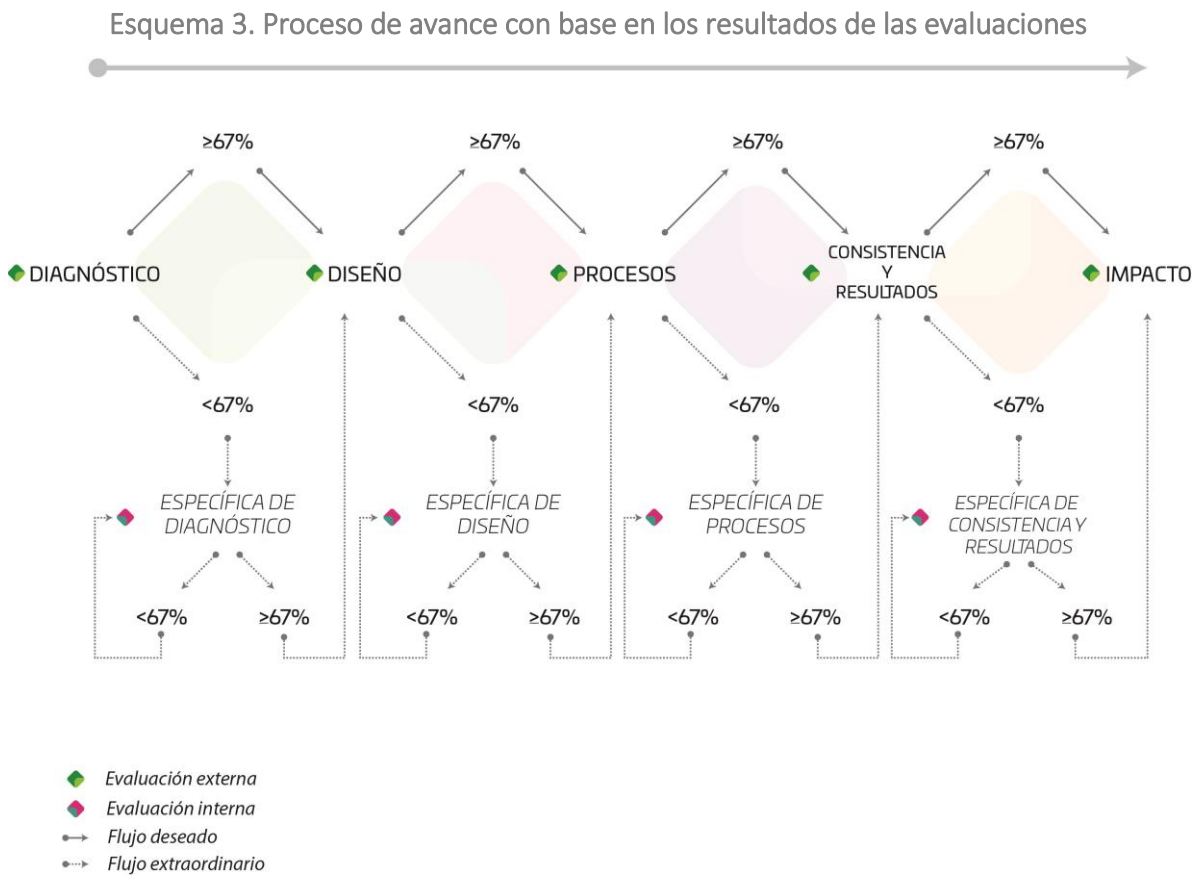 Esquema 3. Proceso de avance con base en los resultados de las evaluaciones
≥67%
≥67%
≥67%
≥67%
DIAGNÓSTICO
DISEÑO
PROCESOS
CONSISTENCIA
Y
RESULTADOS
IMPACTO
<67%
<67%
<67%
<67%
ESPECÍFICA DE
DIAGNÓSTICO
ESPECÍFICA DE
DISEÑO
ESPECÍFICA DE
PROCESOS
ESPECÍFICA DE
CONSISTENCIA Y
RESULTADOS
<67%
≥67%
<67%
≥67%
<67%
≥67%
<67%
≥67%
Evaluación externa
Evaluación interna
Flujo deseado
Flujo extraordinario